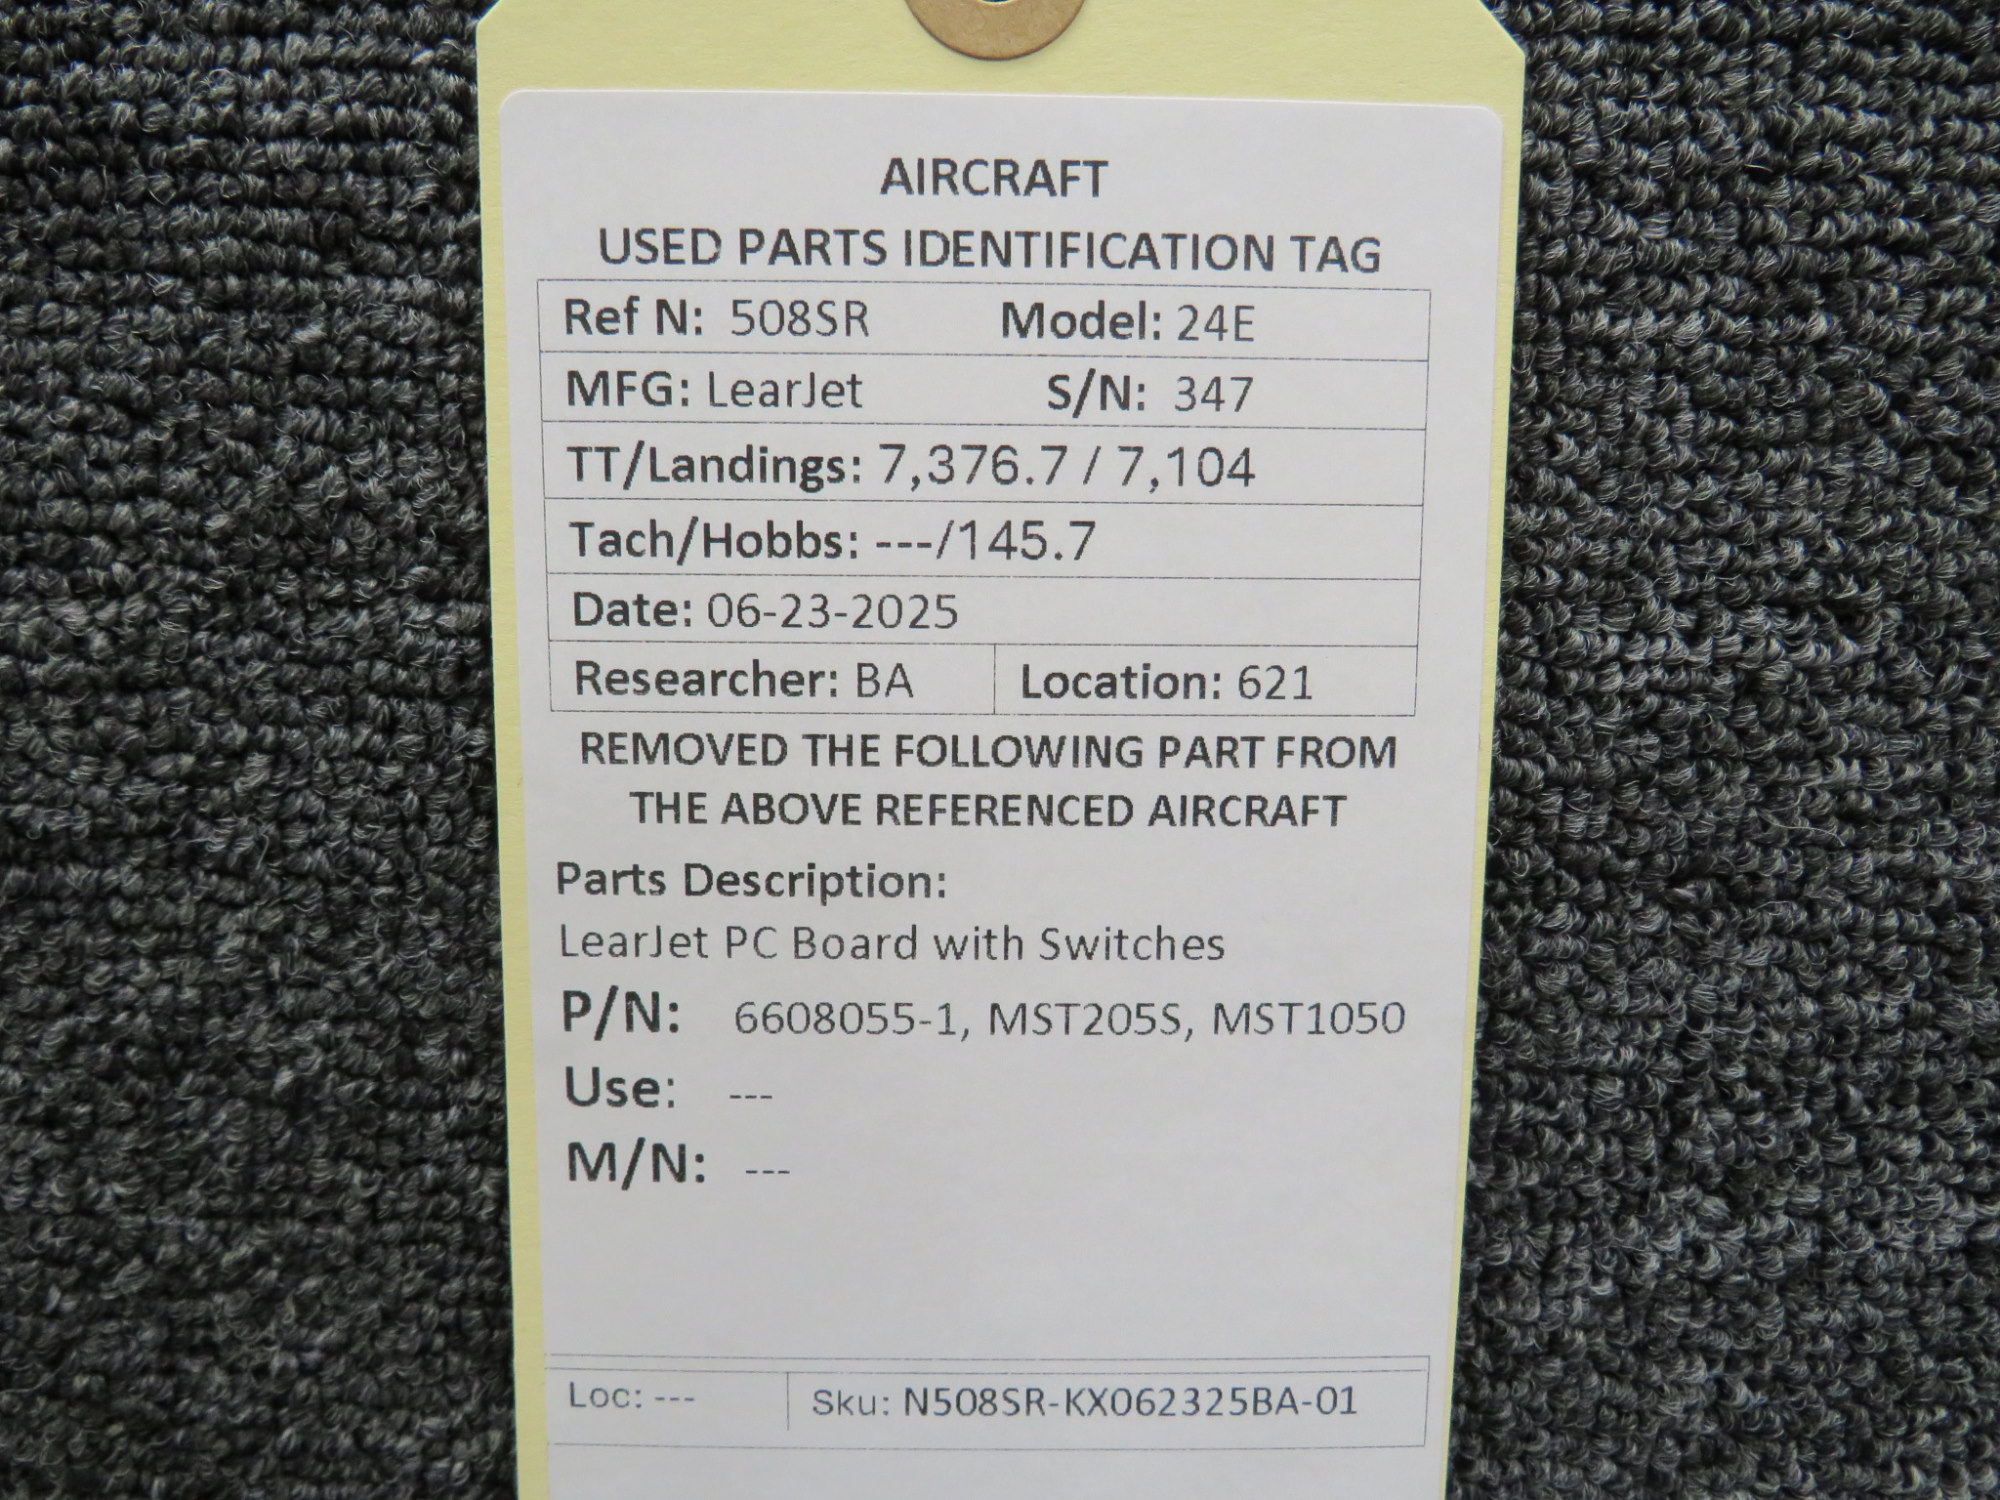 AIRCRAFT
USED PARTS IDENTIFICATION TAG
Ref N: 508SR Model: 24E
MFG: LearJet S/N: 347
TT/Landings: 7,376.7 / 7,104
Tach/Hobbs: ---/145.7
Date: 06-23-2025
Researcher: BA Location: 621
REMOVED THE FOLLOWING PART FROM
THE ABOVE REFERENCED AIRCRAFT
Parts Description:
LearJet PC Board with Switches
P/N: 6608055-1, MST205S, MST1050
Use: ---
M/N: ---
Loc: --- Sku: N508SR-KX062325BA-01